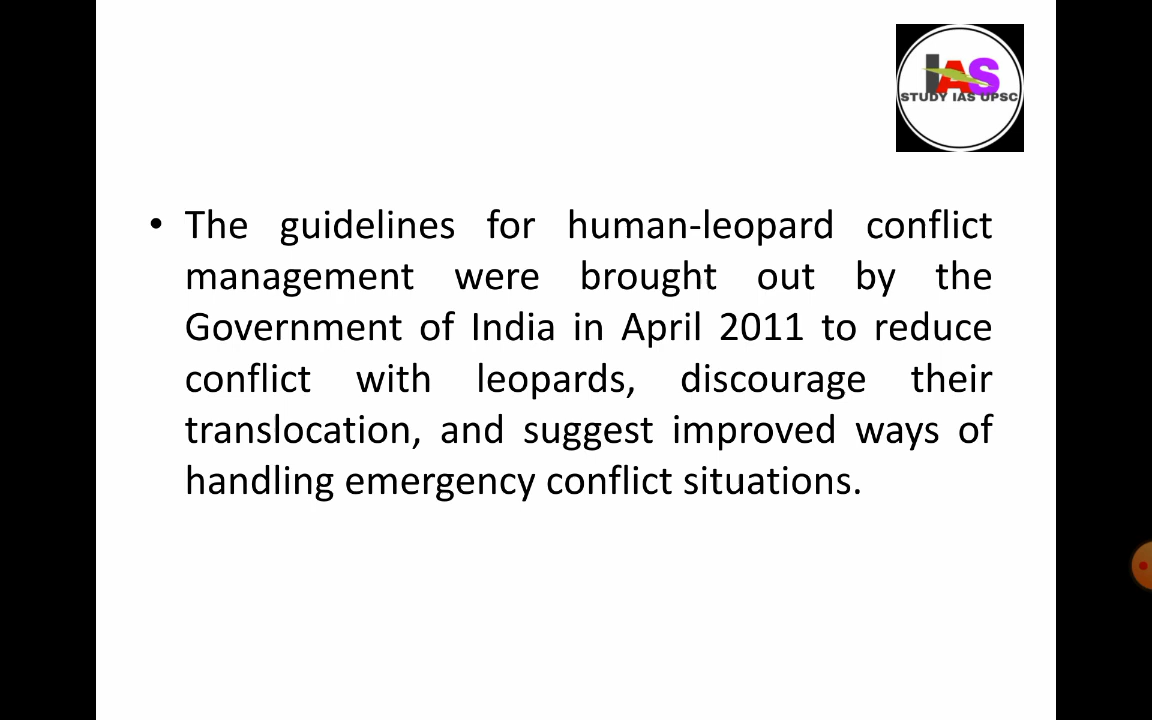 IAS
STUDY IAS UPSC
• The guidelines for human-leopard conflict
management were brought out by the
Government of India in April 2011 to reduce
conflict with leopards, discourage their
translocation, and suggest improved ways of
handling emergency conflict situations.